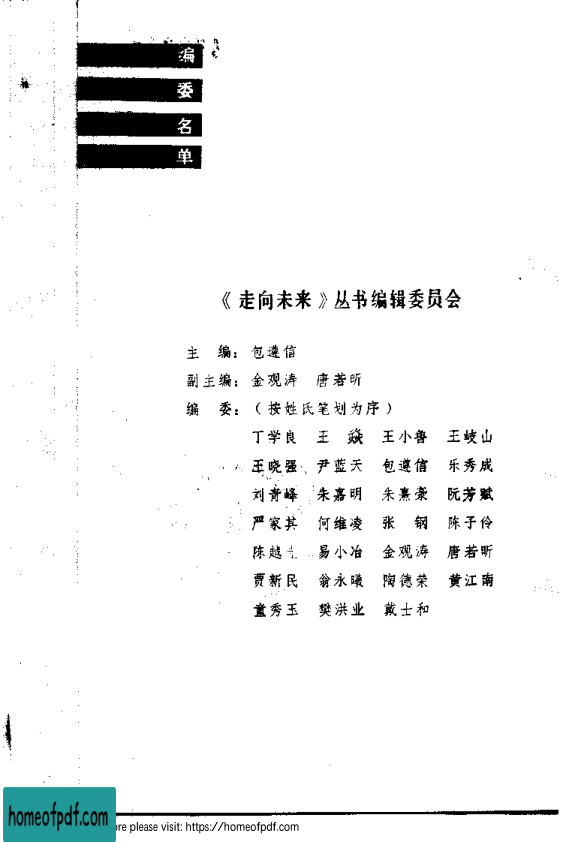 编
委
名
单
《走向未来》丛书编辑委员会
主 编：包遵信
副主编：金观涛 唐若昕
编 委：（按姓氏笔划为序）
丁学良 王 焱 王小鲁 王岐山
王晓强 尹蓝天 包遵信 乐秀成
刘青峰 朱嘉明 朱熹豪 阮芳赋
严家其 何维凌 张 钢 陈子伶
陈越 易小冶 金观涛 唐若昕
贾新民 翁永曦 陶德荣 黄江南
董秀玉 樊洪业 戴士和
homeofpdf.com
re please visit: https://homeofpdf.com